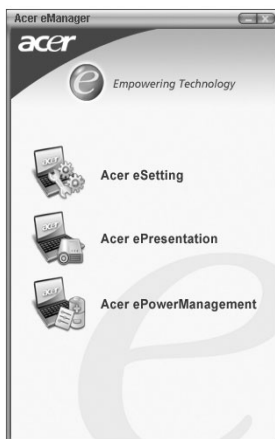 Acer eManager
acer
e Empowering Technology
Acer eSetting
Acer ePresentation
Acer ePowerManagement